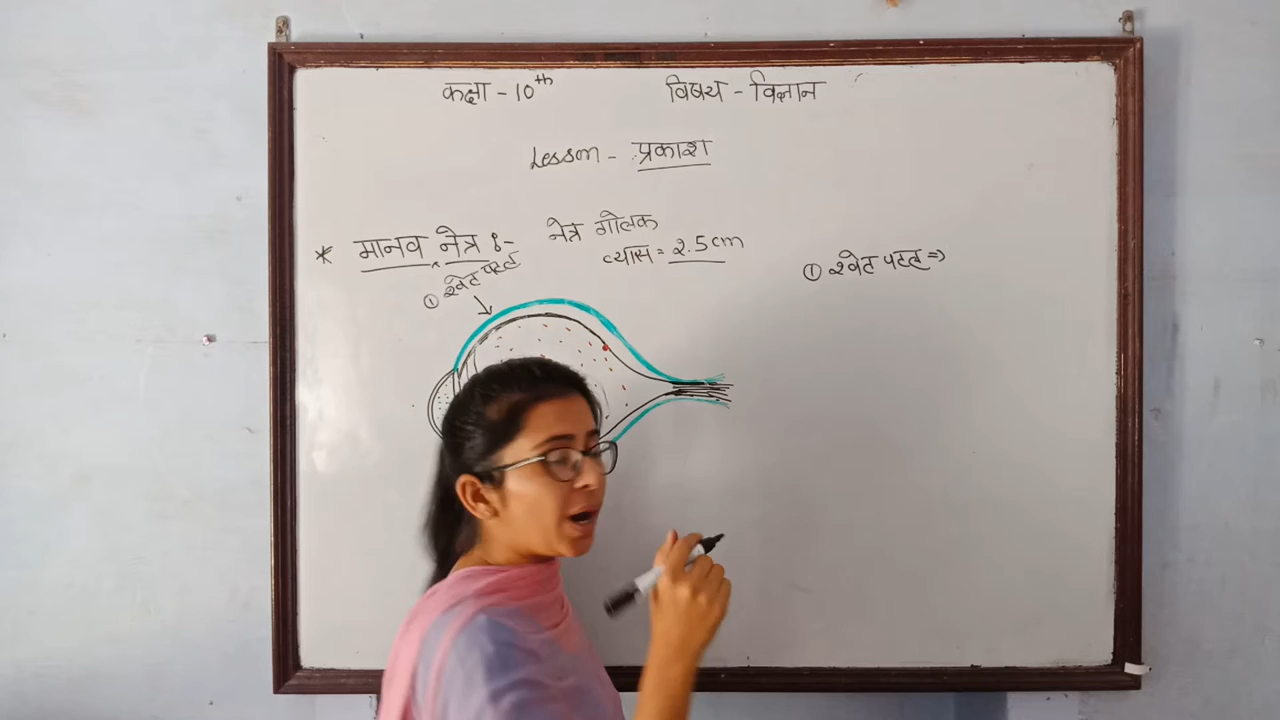 कक्षा - 10th विषय - विज्ञान
Lesson - प्रकाश
* मानव नेत्र :- नेत्र गोलक
व्यास = 2.5 cm
① श्वेत पटल
① श्वेत पटल ⇒